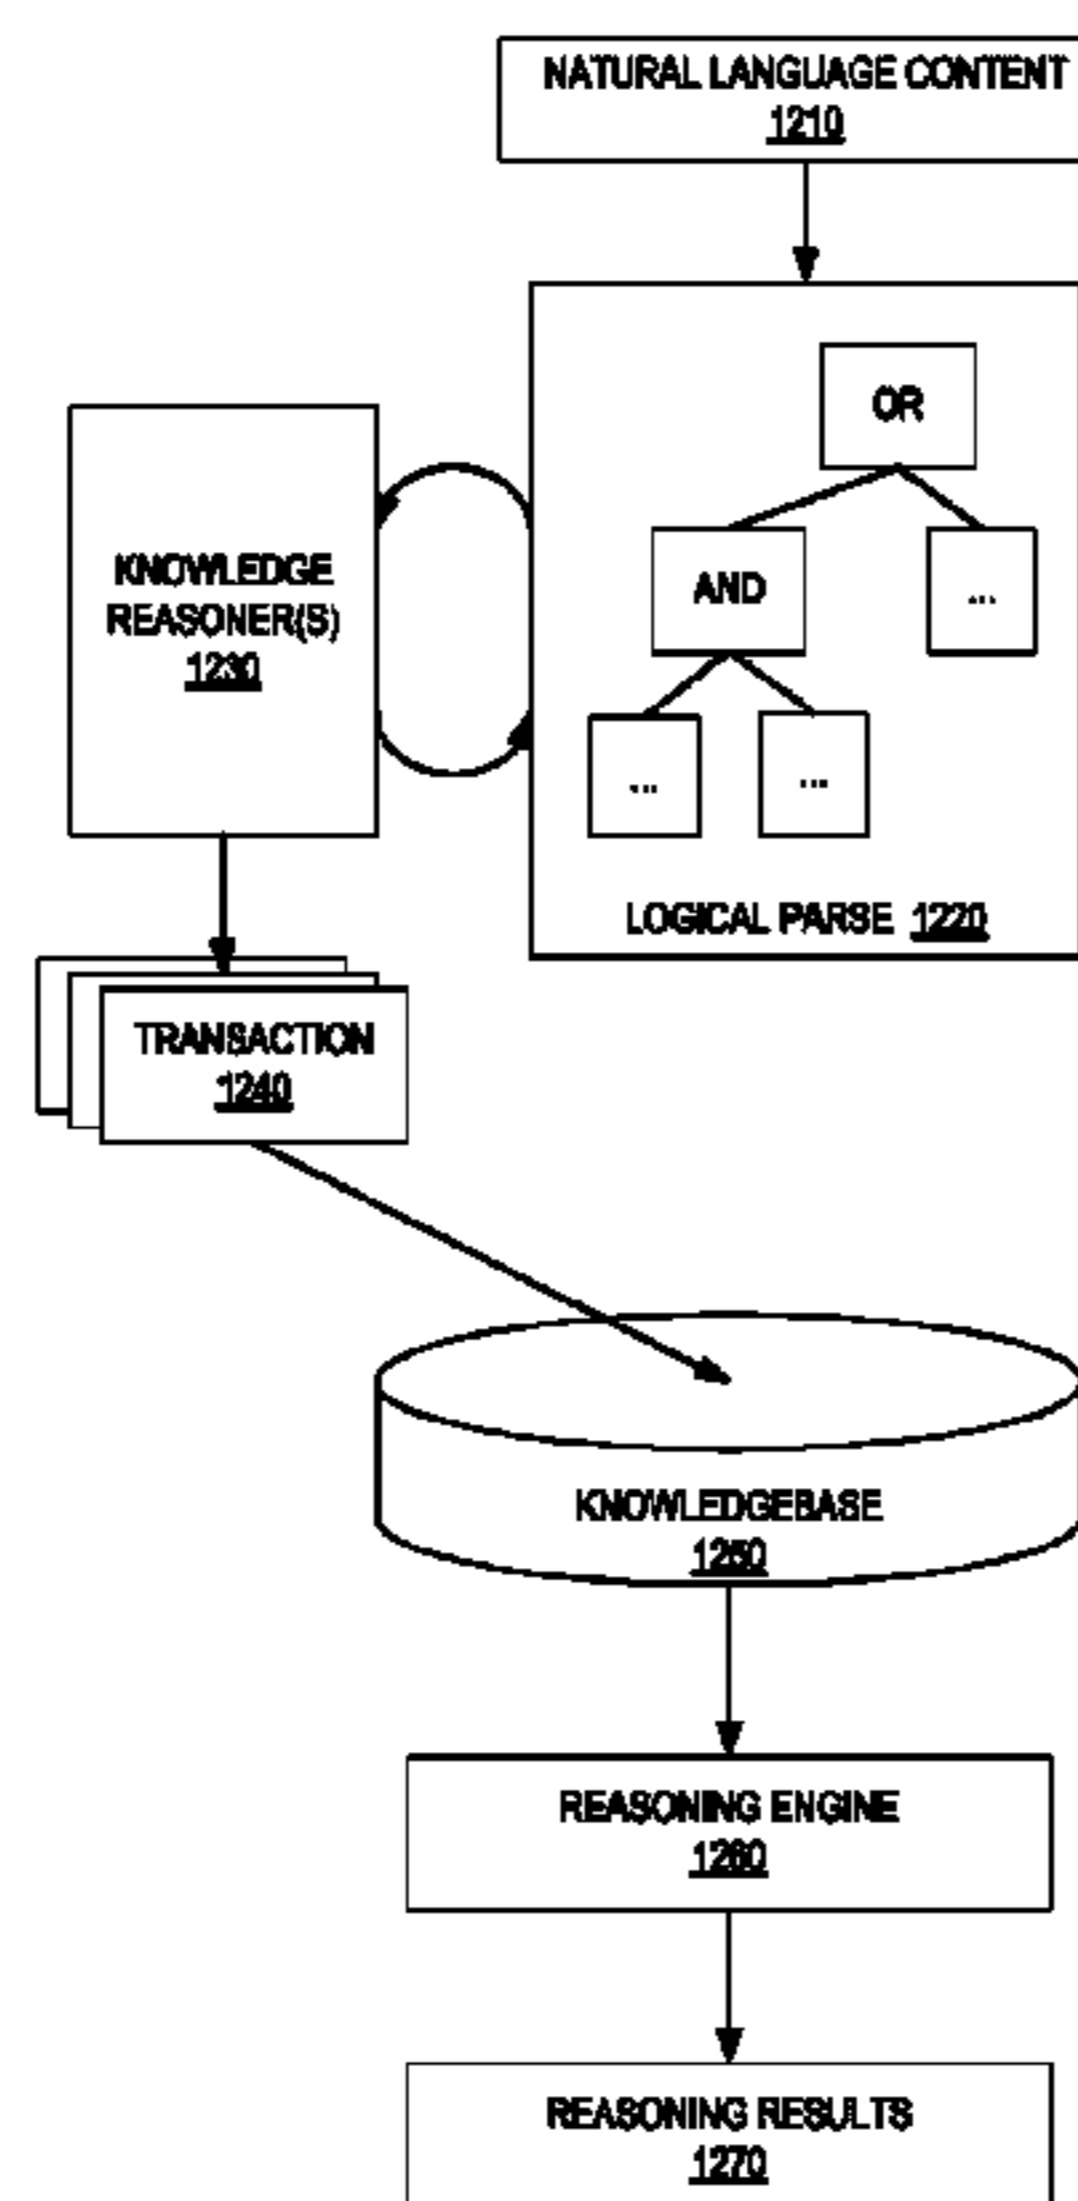 NATURAL LANGUAGE CONTENT
1210
OR
AND
...
...
...
LOGICAL PARSE 1220
KNOWLEDGE
REASONER(S)
1230
TRANSACTION
1240
KNOWLEDGEBASE
1250
REASONING ENGINE
1260
REASONING RESULTS
1270